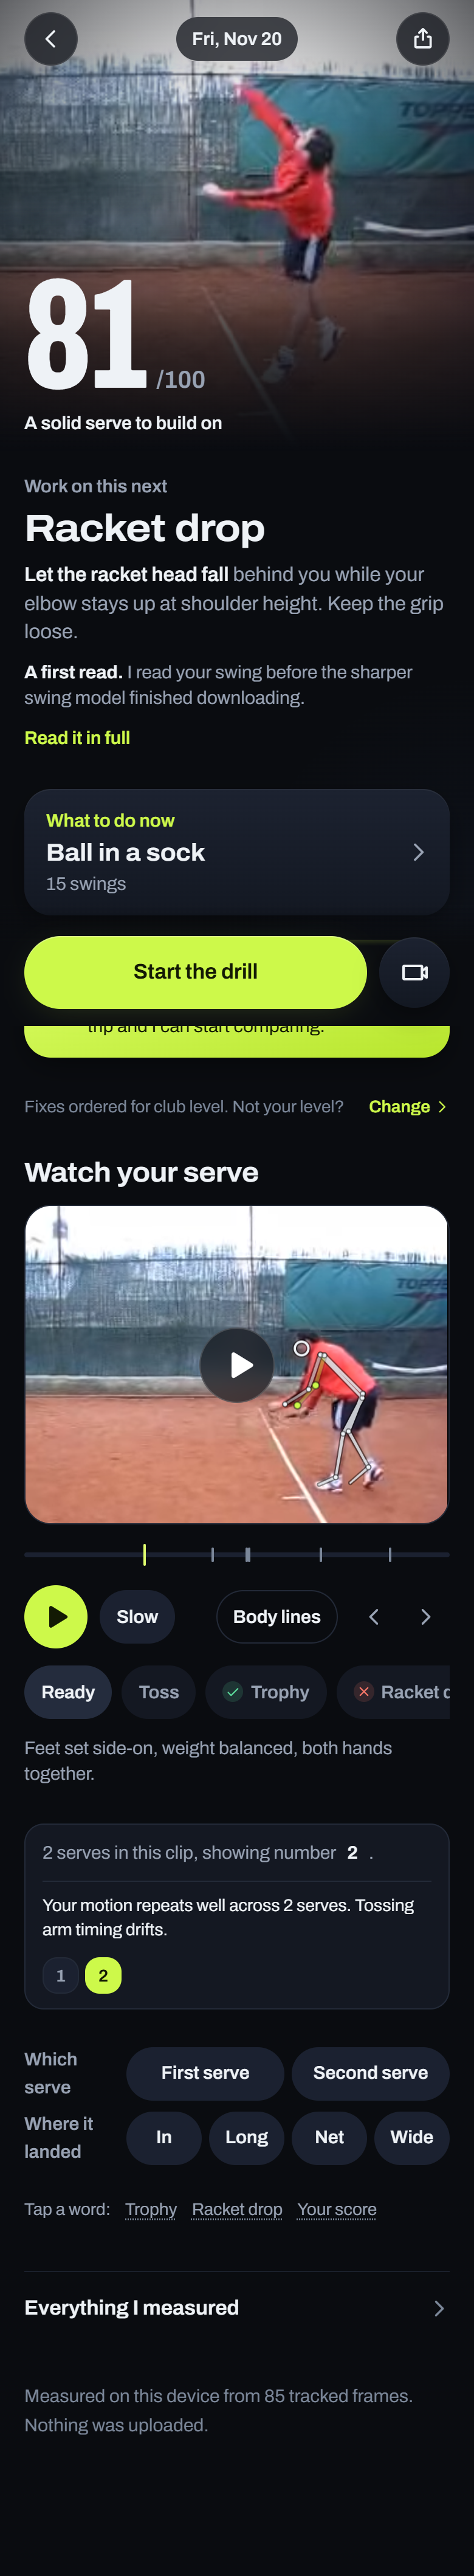 Fri, Nov 20
81 /100
A solid serve to build on
Work on this next
Racket drop
Let the racket head fall behind you while your
elbow stays up at shoulder height. Keep the grip
loose.
A first read. I read your swing before the sharper
swing model finished downloading.
Read it in full
What to do now
Ball in a sock
15 swings
Start the drill
trip and I can start comparing.
Fixes ordered for club level. Not your level? Change
Watch your serve
Slow
Body lines
Ready
Toss
Trophy
Racket
Feet set side-on, weight balanced, both hands
together.
2 serves in this clip, showing number 2 .
Your motion repeats well across 2 serves. Tossing
arm timing drifts.
1 2
Which
serve
First serve
Second serve
Where it
landed
In
Long
Net
Wide
Tap a word: Trophy Racket drop Your score
Everything I measured
Measured on this device from 85 tracked frames.
Nothing was uploaded.